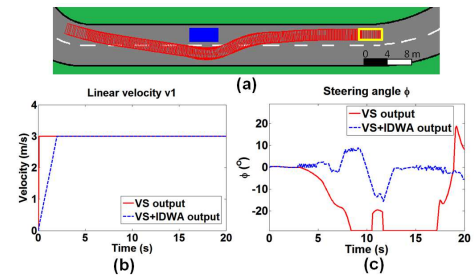 0 4 8 m
(a)
Linear velocity v1
Steering angle ϕ
Velocity (m/s)
4
3
2
1
0
VS output
VS+IDWA output
0 5 10 15 20
Time (s)
(b)
ϕ (°)
20
10
0
-10
-20
VS output
VS+IDWA output
0 5 10 15 20
Time (s)
(c)